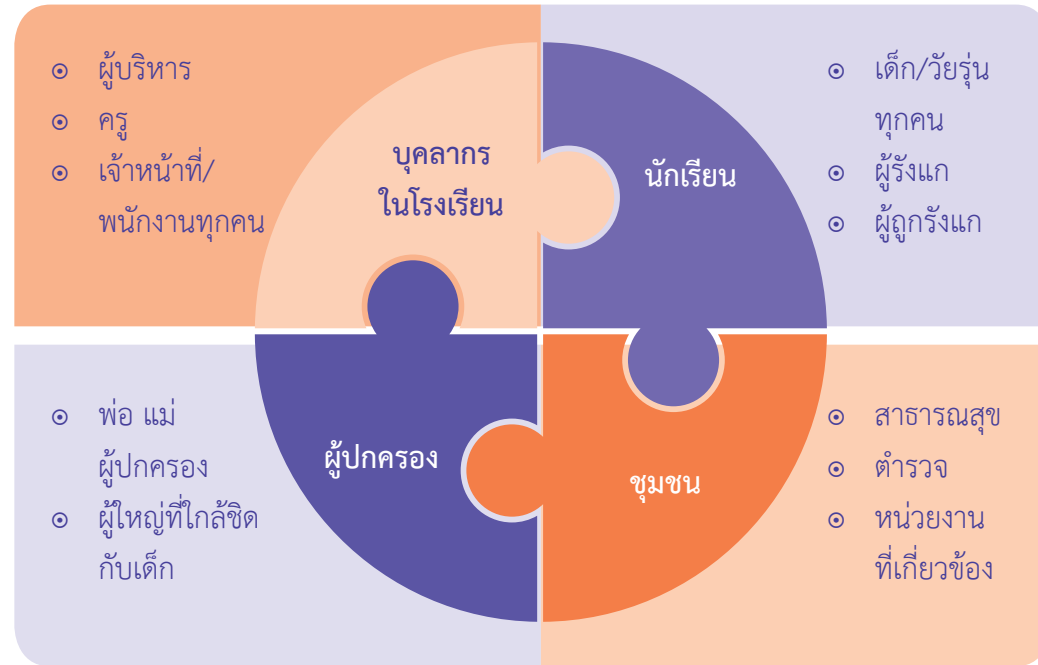 ผู้บริหาร
ครู
เจ้าหน้าที่/
พนักงานทุกคน
บุคลากร
ในโรงเรียน
นักเรียน
เด็ก/วัยรุ่น
ทุกคน
ผู้รังแก
ผู้ถูกรังแก
พ่อ แม่
ผู้ปกครอง
ผู้ใหญ่ที่ใกล้ชิด
กับเด็ก
ผู้ปกครอง
ชุมชน
สาธารณสุข
ตำรวจ
หน่วยงาน
ที่เกี่ยวข้อง